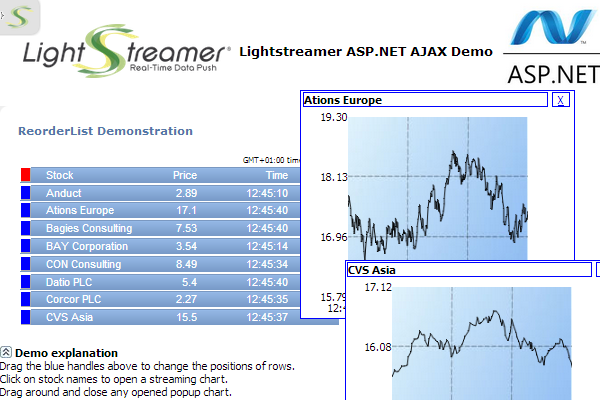 LightStreamer®
Real-Time Data Push
Lightstreamer ASP.NET AJAX Demo
ASP.NET
ReorderList Demonstration
GMT+01:00 time
Stock Price Time
Anduct 2.89 12:45:10
Ations Europe 17.1 12:45:40
Bagies Consulting 7.53 12:45:40
BAY Corporation 3.54 12:45:14
CON Consulting 8.49 12:45:34
Datio PLC 5.4 12:45:40
Corcor PLC 2.27 12:45:35
CVS Asia 15.5 12:45:37
Ations Europe X
19.30
18.13
16.96
15.79
12:4
CVS Asia
17.12
16.08
Demo explanation
Drag the blue handles above to change the positions of rows.
Click on stock names to open a streaming chart.
Drag around and close any opened popup chart.